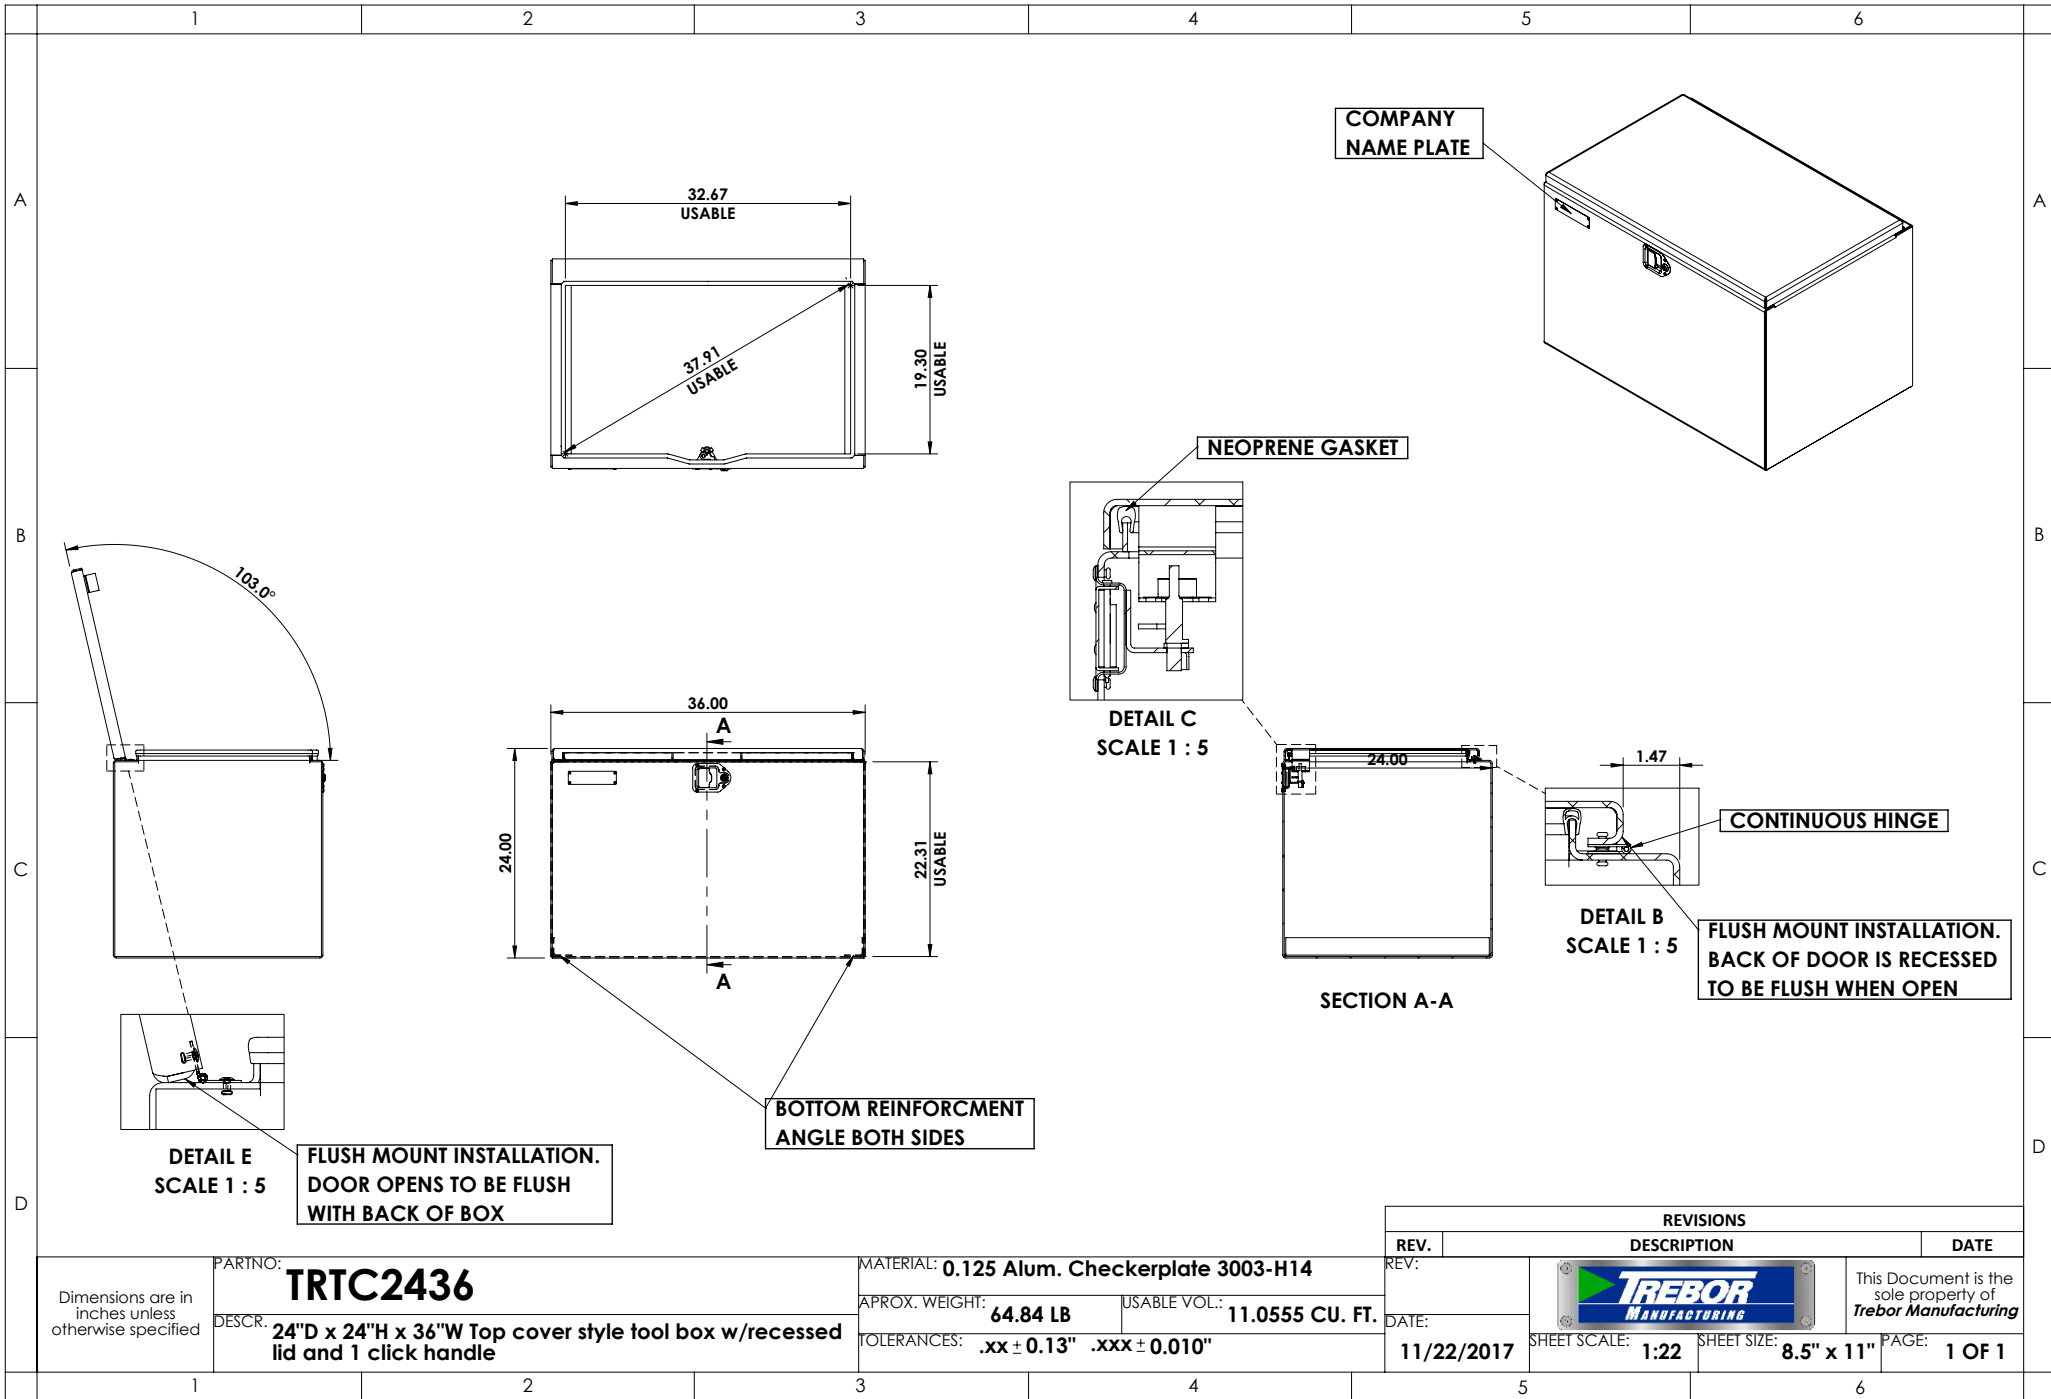 1 2 3 4 5 6
A
A
B
B
C
C
D
D
COMPANY
NAME PLATE
32.67
USABLE
37.91
USABLE
19.30
USABLE
NEOPRENE GASKET
103.0°
DETAIL C
SCALE 1 : 5
36.00
A
24.00
22.31
USABLE
A
24.00
1.47
CONTINUOUS HINGE
DETAIL B
SCALE 1 : 5
FLUSH MOUNT INSTALLATION.
BACK OF DOOR IS RECESSED
TO BE FLUSH WHEN OPEN
SECTION A-A
BOTTOM REINFORCMENT
ANGLE BOTH SIDES
DETAIL E
SCALE 1 : 5
FLUSH MOUNT INSTALLATION.
DOOR OPENS TO BE FLUSH
WITH BACK OF BOX
REVISIONS
REV. DESCRIPTION DATE
Dimensions are in
inches unless
otherwise specified
PARTNO: TRTC2436
DESCR. 24"D x 24"H x 36"W Top cover style tool box w/recessed
lid and 1 click handle
MATERIAL: 0.125 Alum. Checkerplate 3003-H14
APROX. WEIGHT: 64.84 LB
USABLE VOL.: 11.0555 CU. FT.
TOLERANCES: .xx ± 0.13" .xxx ± 0.010"
REV:
DATE:
11/22/2017
TREBOR
MANUFACTURING
This Document is the
sole property of
Trebor Manufacturing
SHEET SCALE: 1:22
SHEET SIZE: 8.5" x 11"
PAGE: 1 OF 1
1 2 3 4 5 6